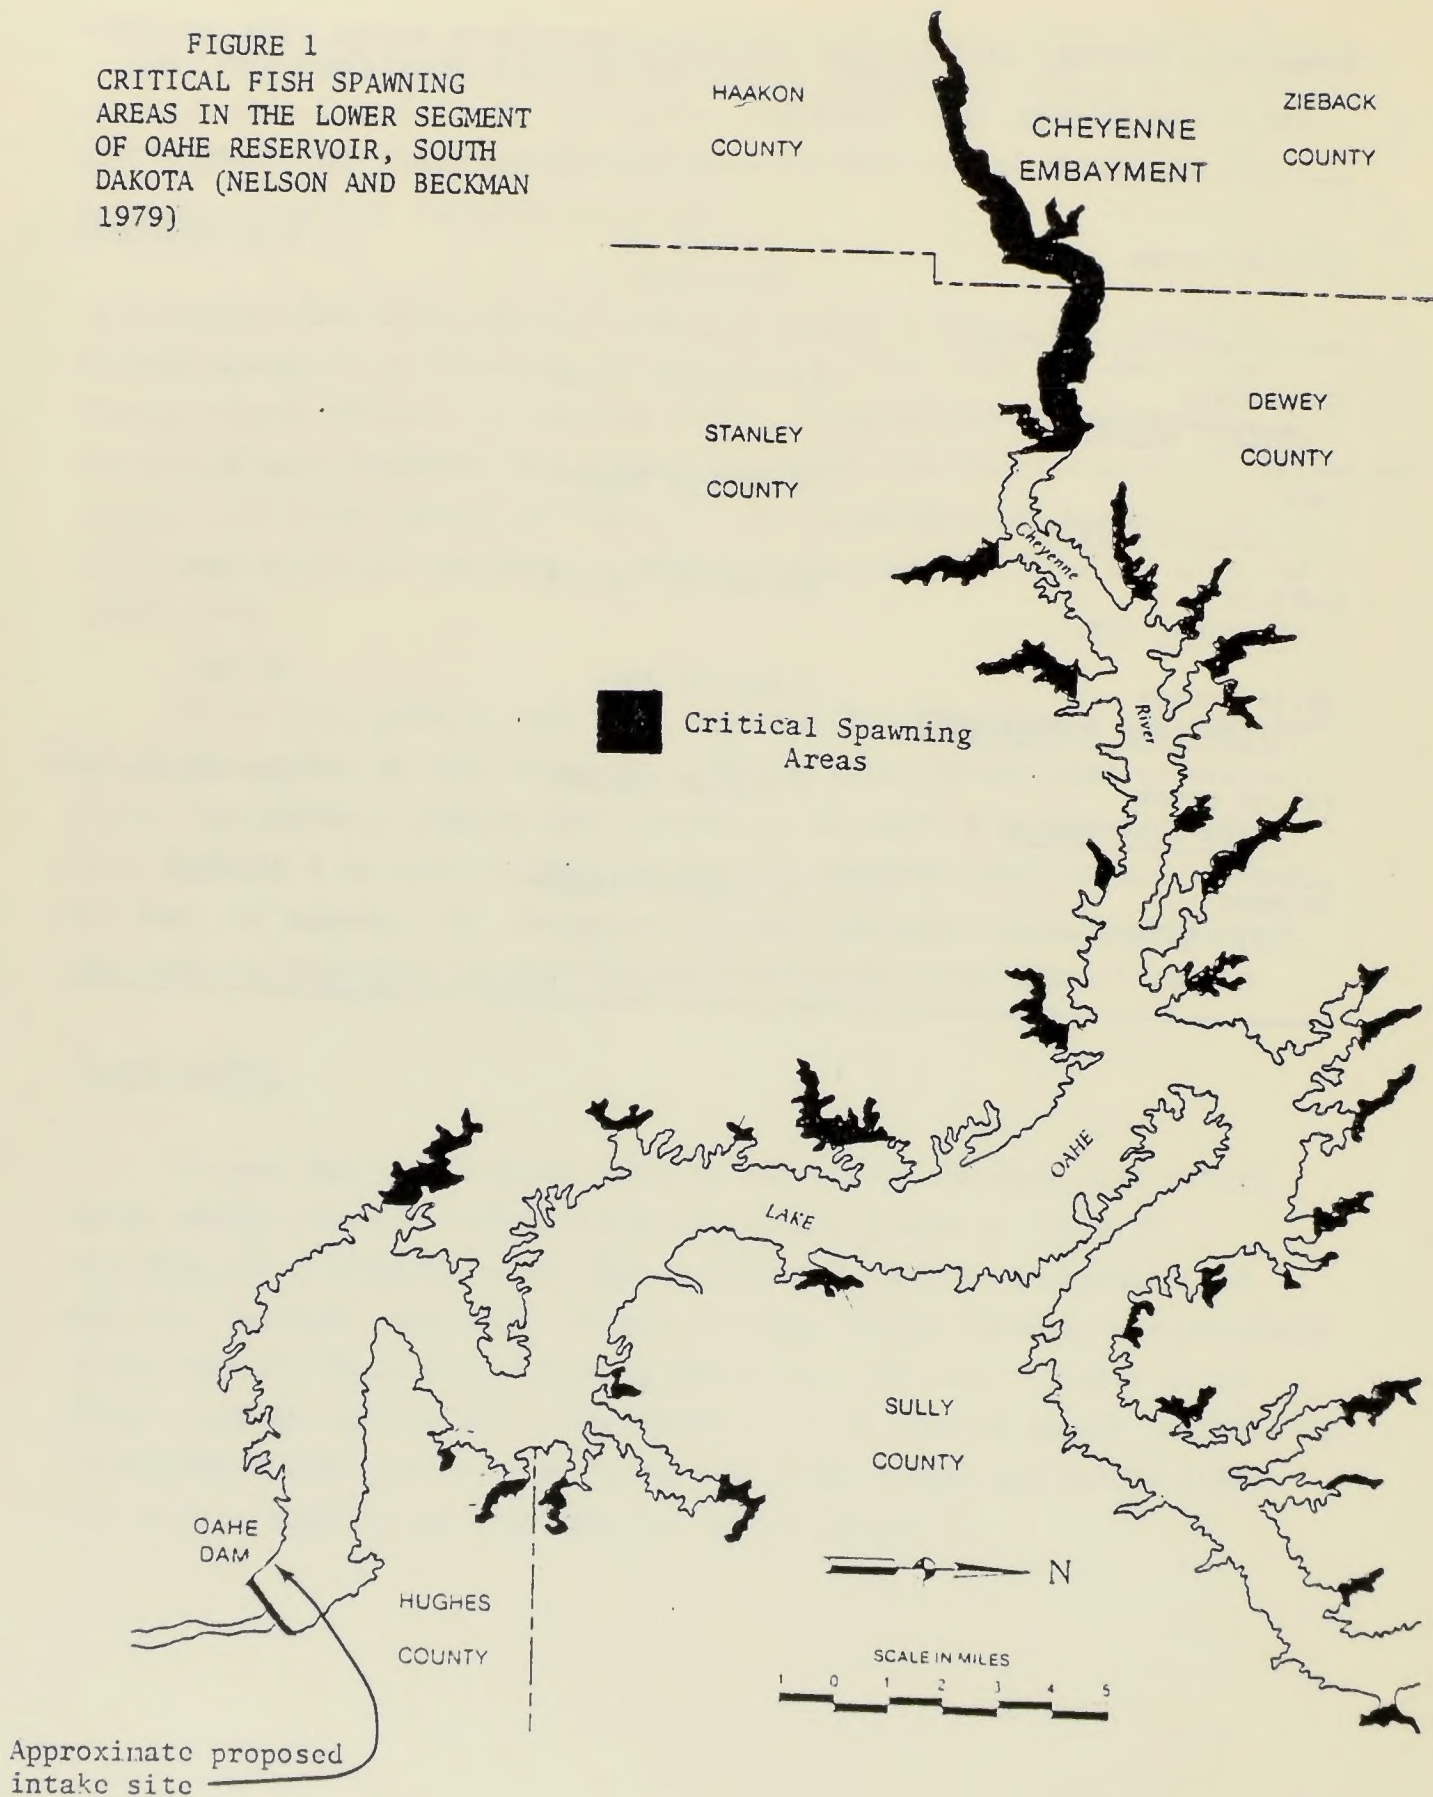 FIGURE 1
CRITICAL FISH SPAWNING
AREAS IN THE LOWER SEGMENT
OF OAHE RESERVOIR, SOUTH
DAKOTA (NELSON AND BECKMAN
1979)
HAAKON
COUNTY
CHEYENNE
EMBAYMENT
ZIEBACK
COUNTY
STANLEY
COUNTY
DEWEY
COUNTY
Cheyenne
River
Critical Spawning
Areas
OAHE
LAKE
SULLY
COUNTY
OAHE
DAM
HUGHES
COUNTY
N
SCALE IN MILES
1 0 1 2 3 4 5
Approximate proposed
intake site